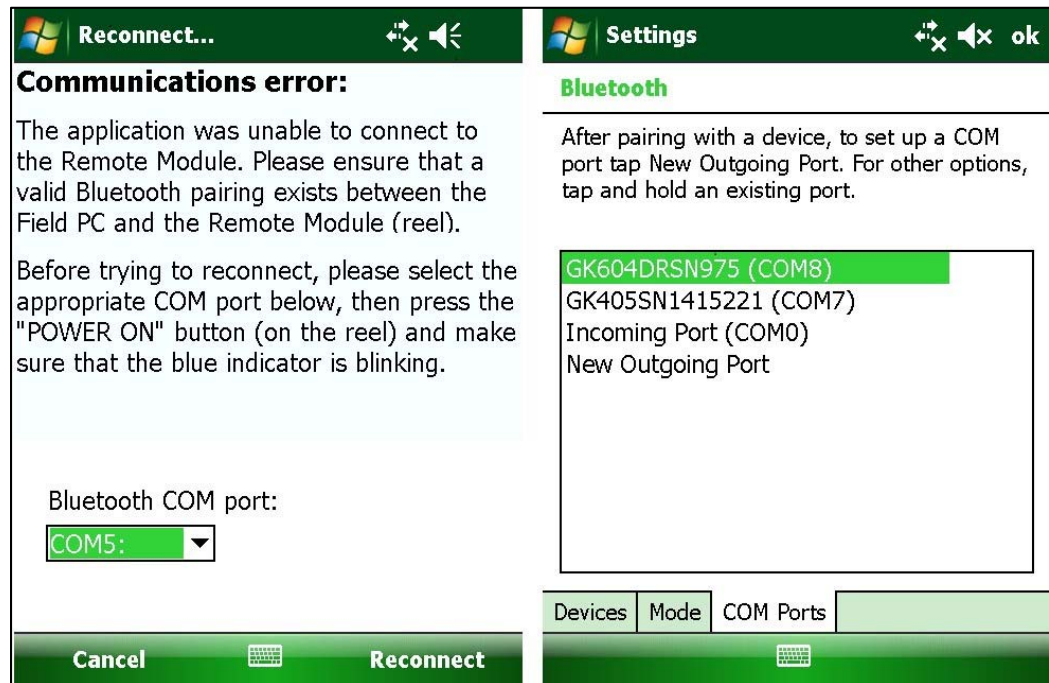 Reconnect...
Communications error:
The application was unable to connect to
the Remote Module. Please ensure that a
valid Bluetooth pairing exists between the
Field PC and the Remote Module (reel).
Before trying to reconnect, please select the
appropriate COM port below, then press the
"POWER ON" button (on the reel) and make
sure that the blue indicator is blinking.
Bluetooth COM port:
COM5:
Cancel
Reconnect
Settings
ok
Bluetooth
After pairing with a device, to set up a COM
port tap New Outgoing Port. For other options,
tap and hold an existing port.
GK604DRSN975 (COM8)
GK405SN1415221 (COM7)
Incoming Port (COM0)
New Outgoing Port
Devices Mode COM Ports